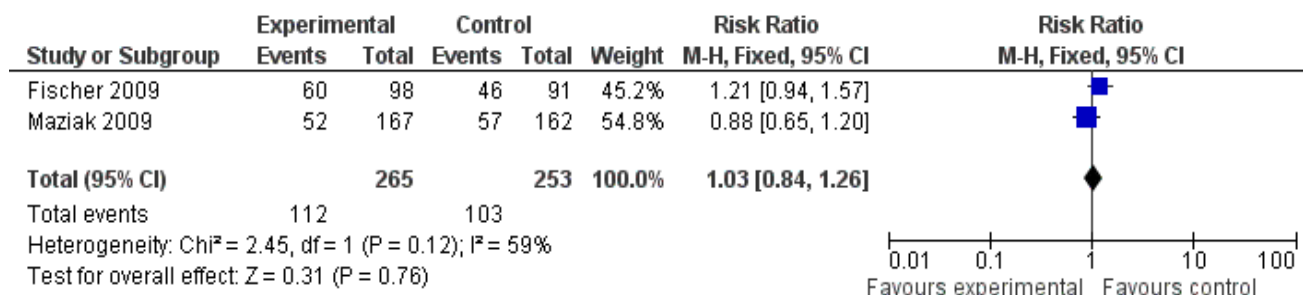 Experimental Control Risk Ratio Risk Ratio
Study or Subgroup Events Total Events Total Weight M-H, Fixed, 95% CI M-H, Fixed, 95% CI
Fischer 2009 60 98 46 91 45.2% 1.21 [0.94, 1.57]
Maziak 2009 52 167 57 162 54.8% 0.88 [0.65, 1.20]
Total (95% CI) 265 253 100.0% 1.03 [0.84, 1.26]
Total events 112 103
Heterogeneity: Chi² = 2.45, df = 1 (P = 0.12); I² = 59%
Test for overall effect: Z = 0.31 (P = 0.76)
0.01 0.1 1 10 100
Favours experimental Favours control